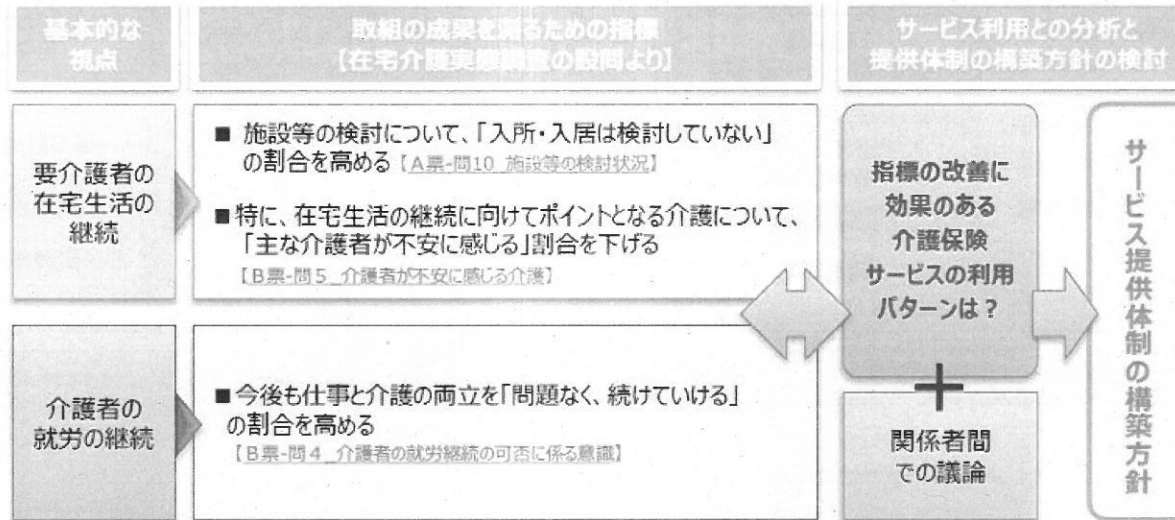 基本的な
視点
取組の成果を測るための指標
【在宅介護実態調査の設問より】
サービス利用との分析と
提供体制の構築方針の検討
要介護者の
在宅生活の
継続
■ 施設等の検討について、「入所・入居は検討していない」
の割合を高める【A票-問10_施設等の検討状況】
■特に、在宅生活の継続に向けてポイントとなる介護について、
「主な介護者が不安に感じる」割合を下げる
【B票-問５_介護者が不安に感じる介護】
介護者の
就労の継続
■今後も仕事と介護の両立を「問題なく、続けていける」
の割合を高める
【B票-問４_介護者の就労継続の可否に係る意識】
指標の改善に
効果のある
介護保険
サービスの利用
パターンは？
+
関係者間
での議論
サービス提供体制の構築方針